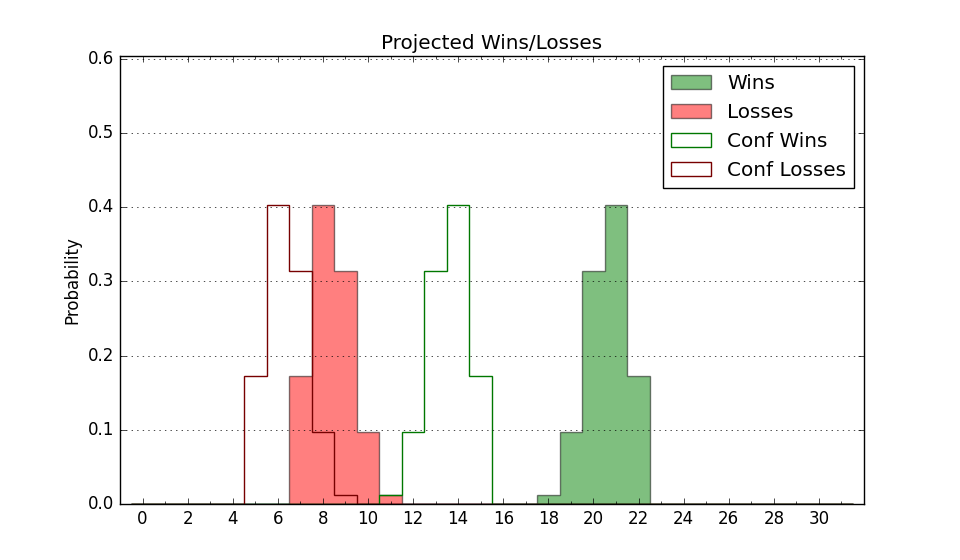 Projected Wins/Losses
0.6
0.5
0.4
0.3
0.2
0.1
0.0
Probability
Wins
Losses
Conf Wins
Conf Losses
0 2 4 6 8 10 12 14 16 18 20 22 24 26 28 30